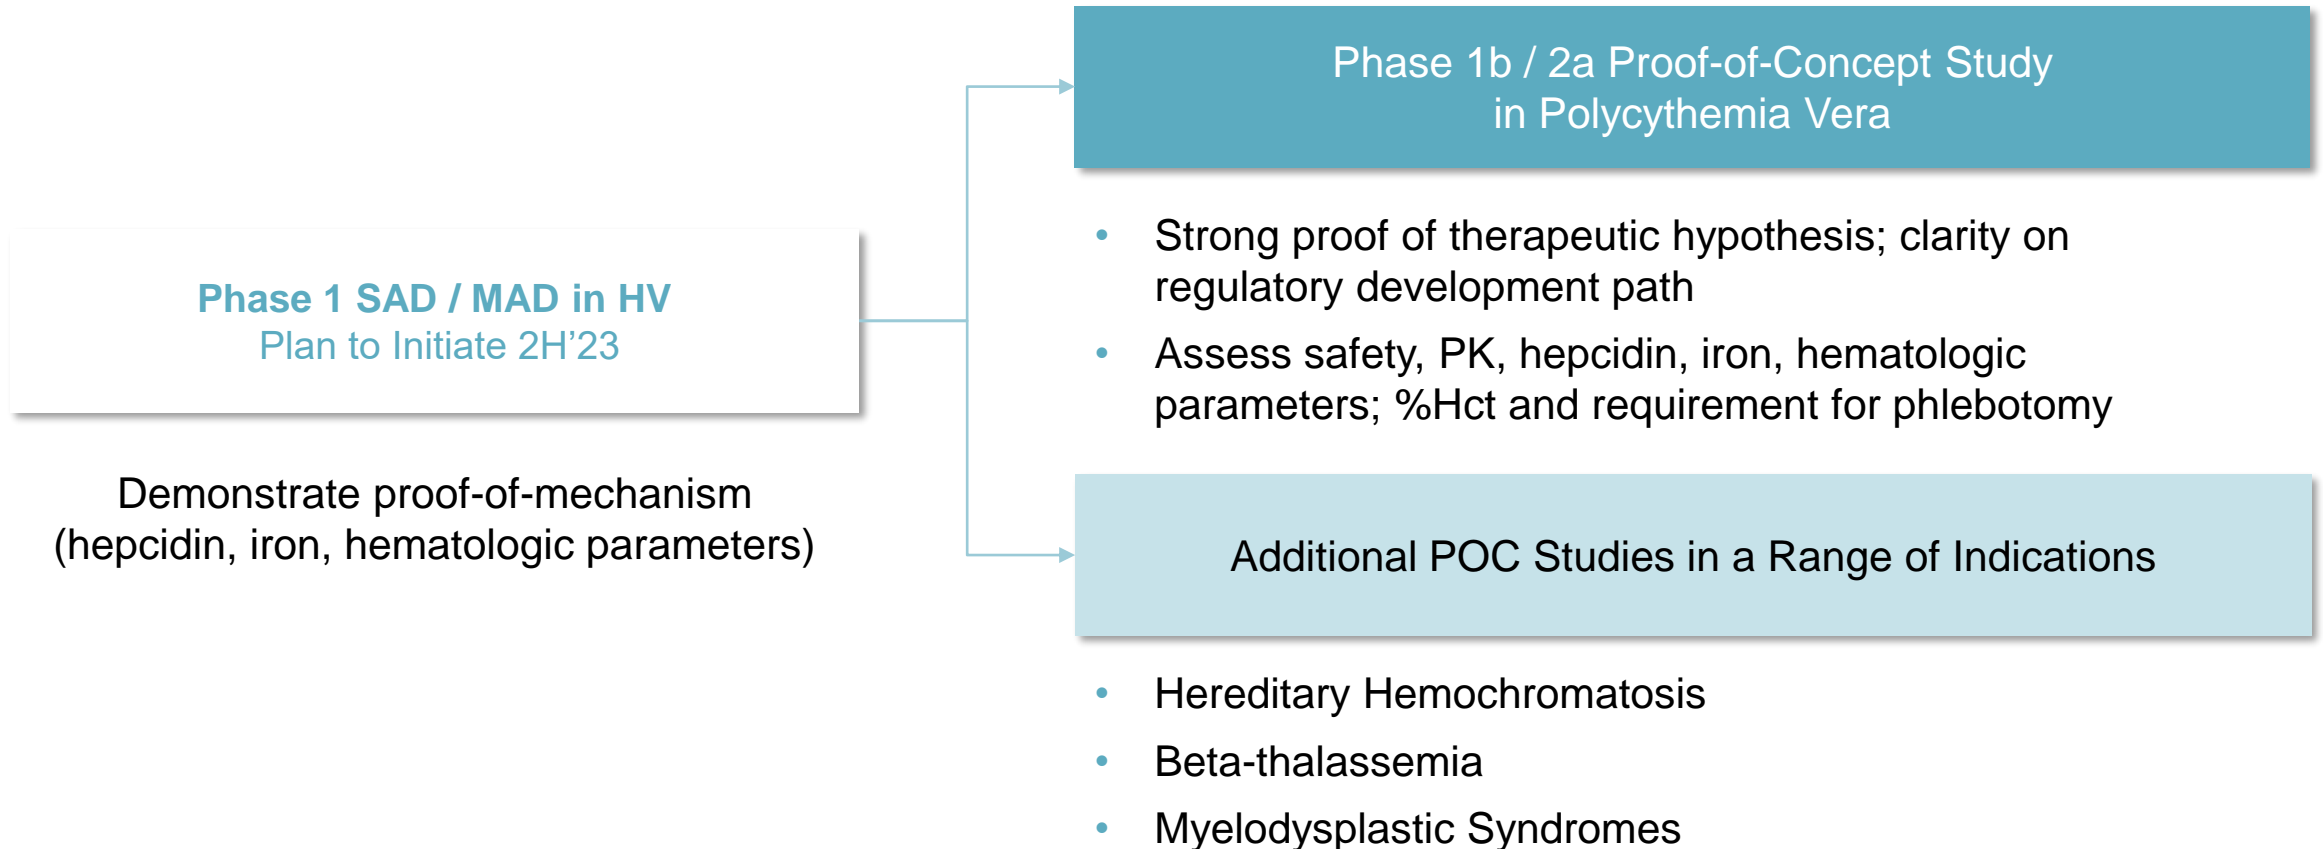 Phase 1 SAD / MAD in HV
Plan to Initiate 2H’23
Demonstrate proof-of-mechanism
(hepcidin, iron, hematologic parameters)
Phase 1b / 2a Proof-of-Concept Study
in Polycythemia Vera
• Strong proof of therapeutic hypothesis; clarity on
regulatory development path
• Assess safety, PK, hepcidin, iron, hematologic
parameters; %Hct and requirement for phlebotomy
Additional POC Studies in a Range of Indications
• Hereditary Hemochromatosis
• Beta-thalassemia
• Myelodysplastic Syndromes